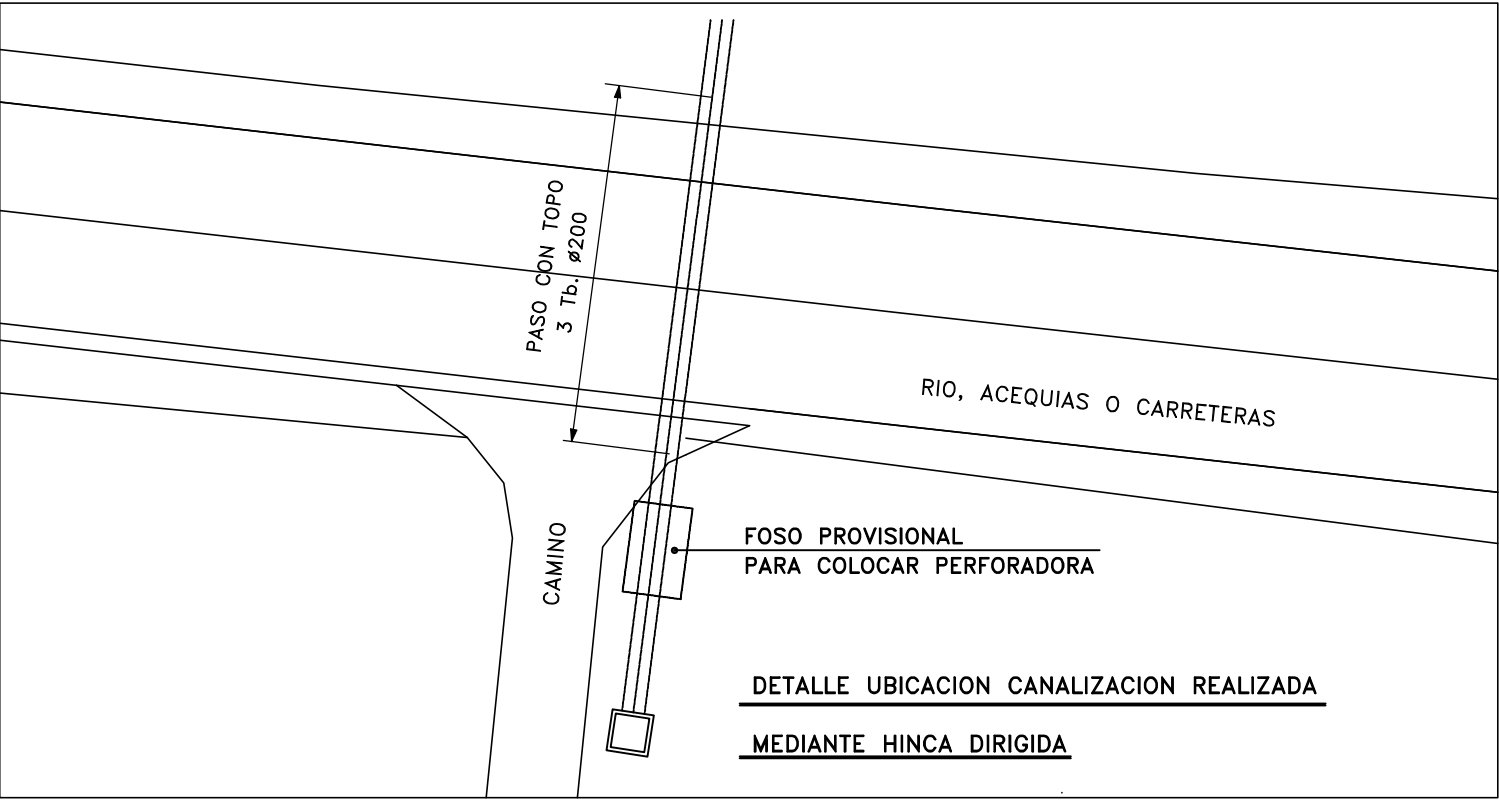 PASO CON TOPO
3 Tb. ø200
RIO, ACEQUIAS O CARRETERAS
FOSO PROVISIONAL
PARA COLOCAR PERFORADORA
CAMINO
DETALLE UBICACION CANALIZACION REALIZADA
MEDIANTE HINCA DIRIGIDA